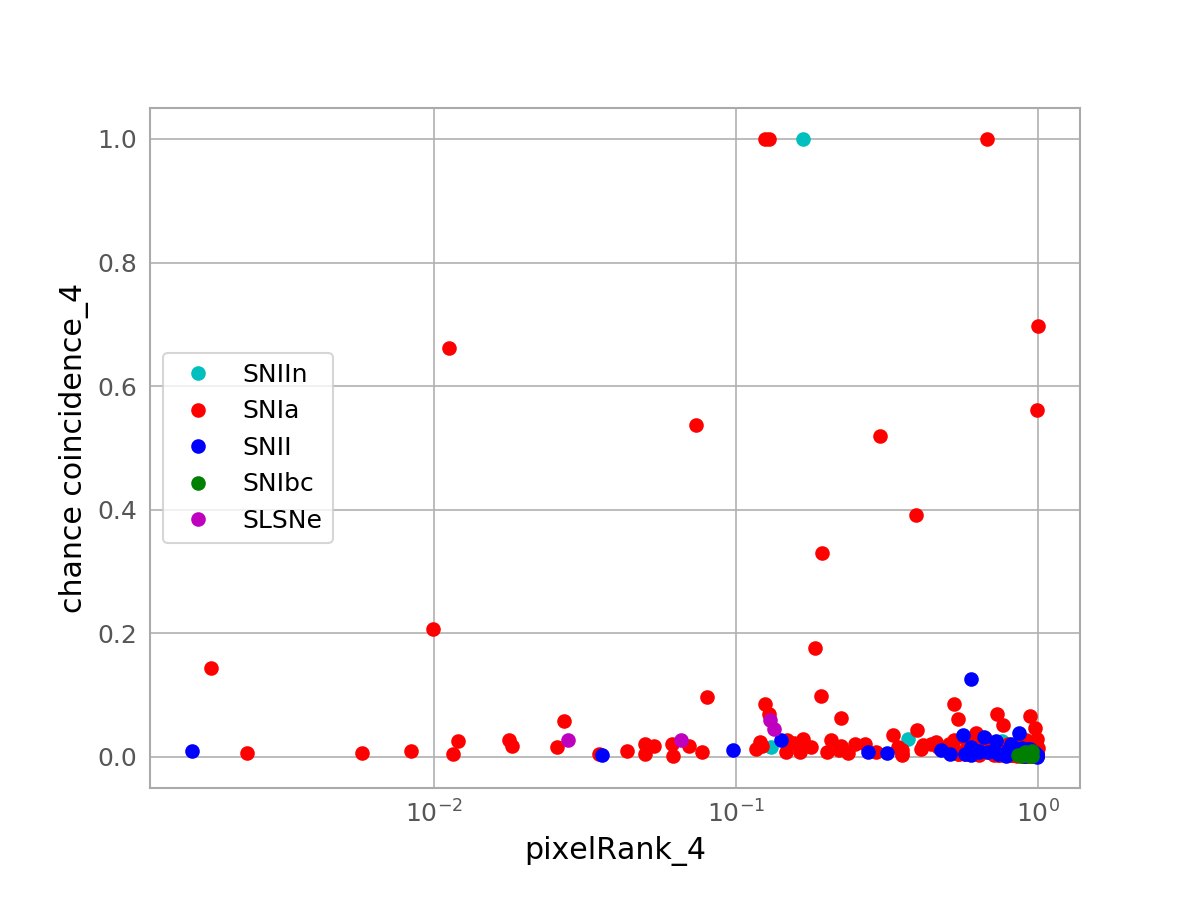 1.0
0.8
0.6
0.4
0.2
0.0
chance coincidence_4
SNIIn
SNIa
SNII
SNIbc
SLSNe
10⁻² 10⁻¹ 10⁰
pixelRank_4